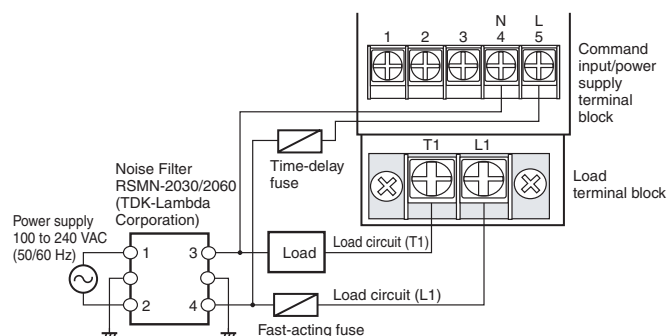 N L
1 2 3 4 5
Command
input/power
supply
terminal
block
T1 L1
Time-delay
fuse
Load
terminal block
Noise Filter
RSMN-2030/2060
(TDK-Lambda
Corporation)
Power supply
100 to 240 VAC
(50/60 Hz)
1 3
Load
Load circuit (T1)
2 4
Load circuit (L1)
Fast-acting fuse